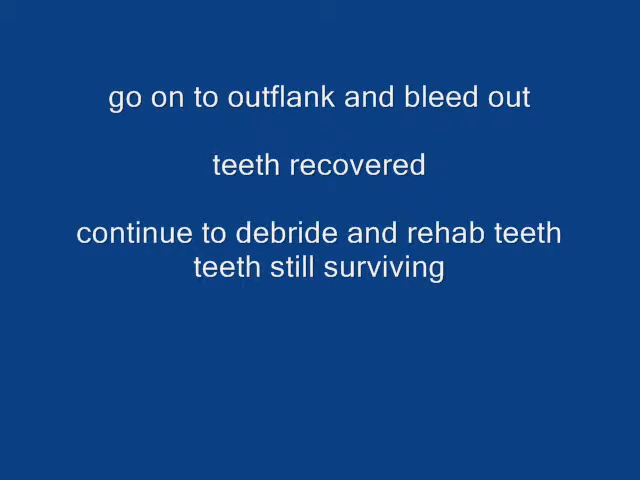 go on to outflank and bleed out
teeth recovered
continue to debride and rehab teeth
teeth still surviving